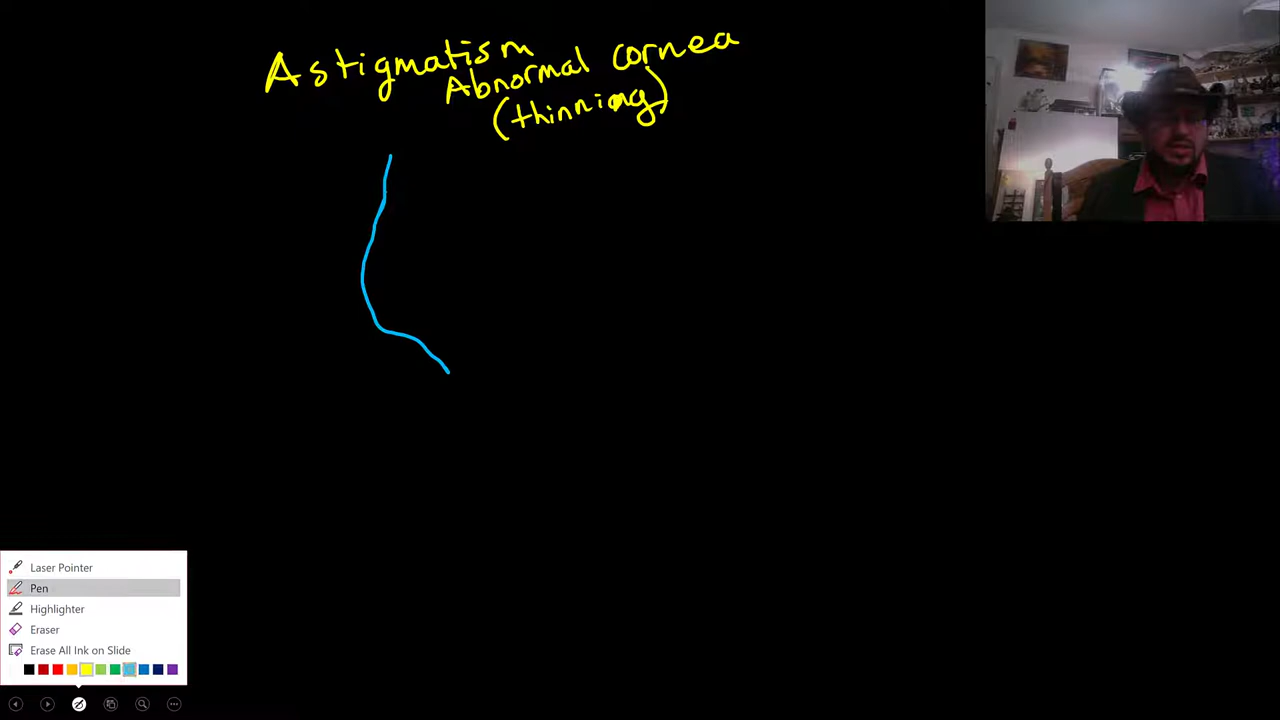 Astigmatism
Abnormal cornea
(thinning)
Laser Pointer
Pen
Highlighter
Eraser
Erase All Ink on Slide